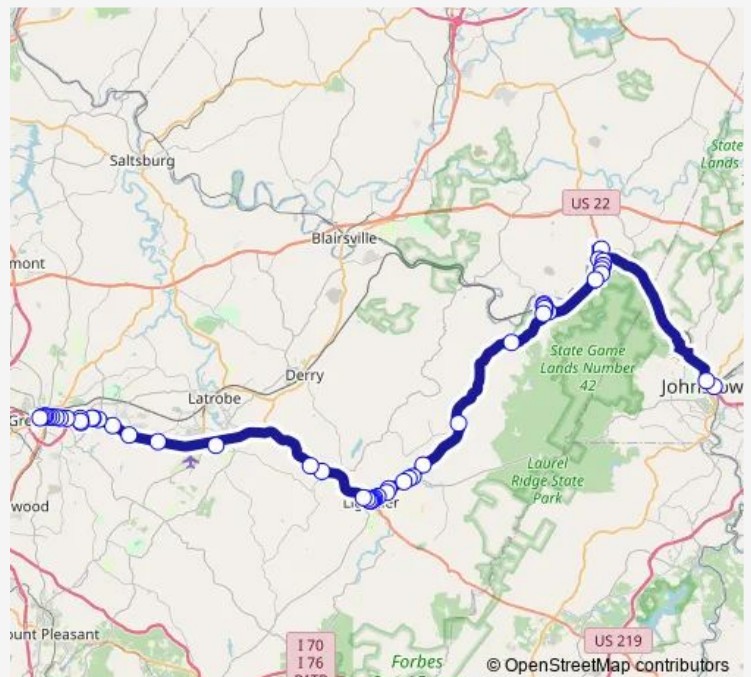 Saltsburg
State
Lands
US 22
Blairsville
mont
State Game
Lands Number
42
Derry
Latrobe
Gre
wood
Laurel
Ridge State
Park
ount Pleasant
I 70
I 76
Forbes
US 219
© OpenStreetMap contributors